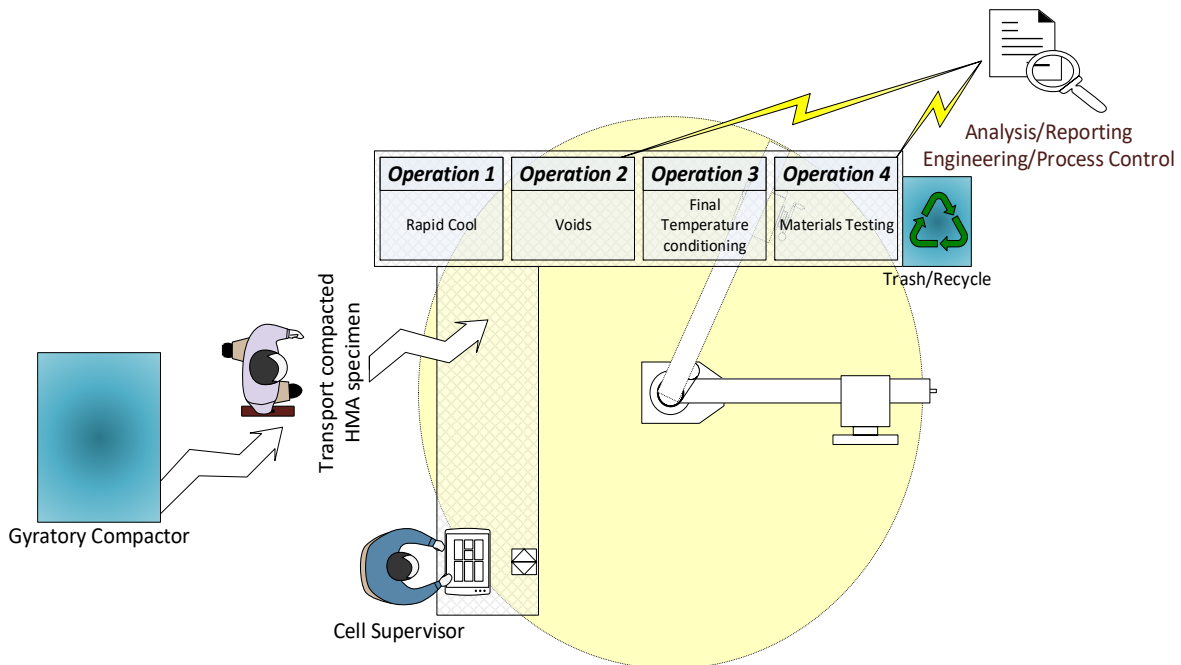 Analysis/Reporting
Engineering/Process Control
Operation 1
Rapid Cool
Operation 2
Voids
Operation 3
Final
Temperature
conditioning
Operation 4
Materials Testing
Trash/Recycle
Transport compacted
HMA specimen
Gyratory Compactor
Cell Supervisor